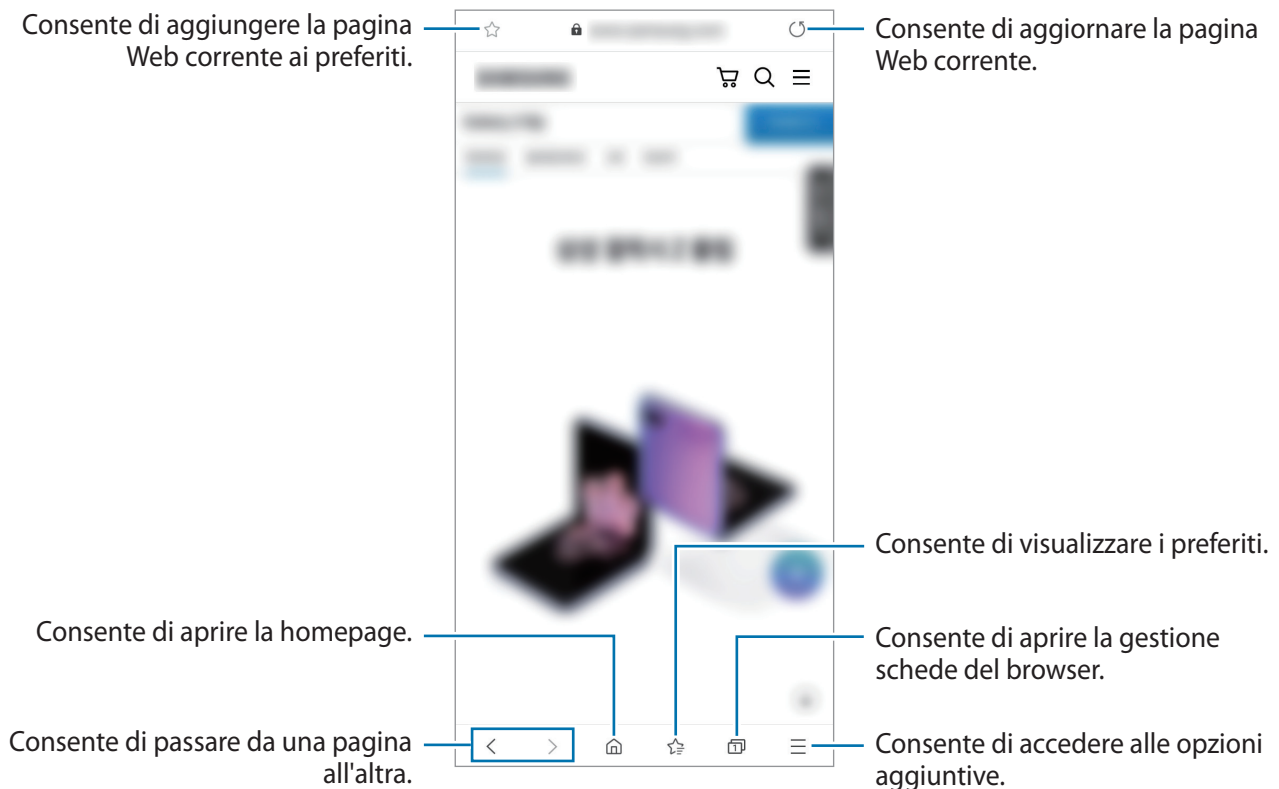 Consente di aggiungere la pagina
Web corrente ai preferiti.
Consente di aggiornare la pagina
Web corrente.
Consente di visualizzare i preferiti.
Consente di aprire la homepage.
Consente di aprire la gestione
schede del browser.
1
Consente di passare da una pagina
all'altra.
Consente di accedere alle opzioni
aggiuntive.